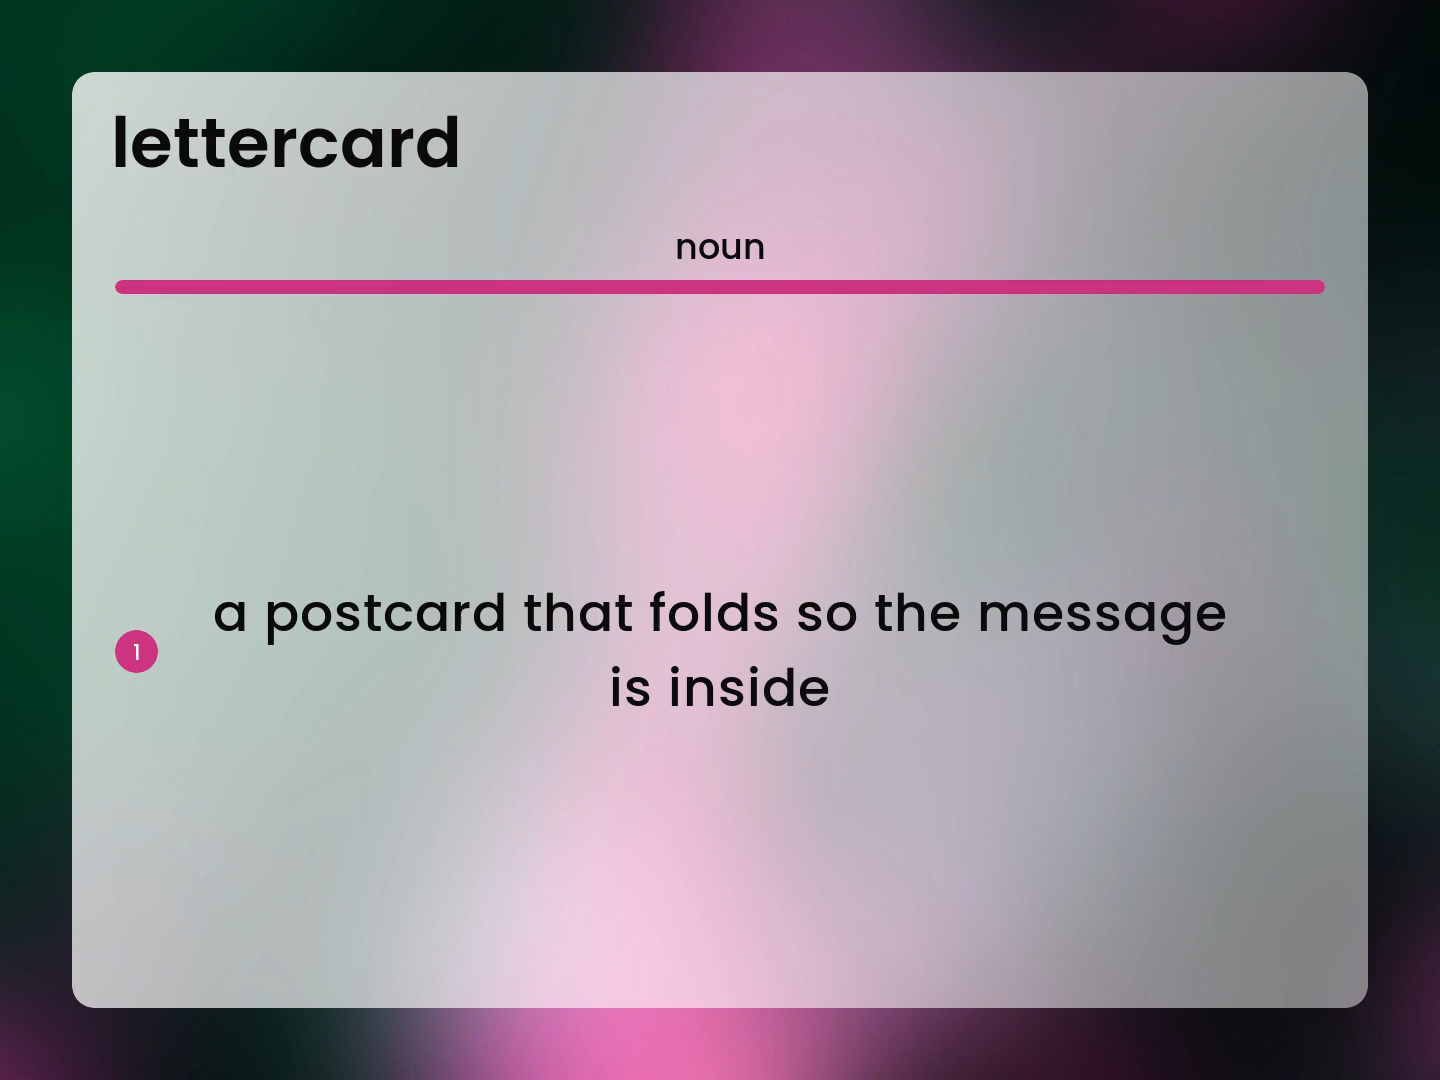 lettercard
noun
1
a postcard that folds so the message
is inside